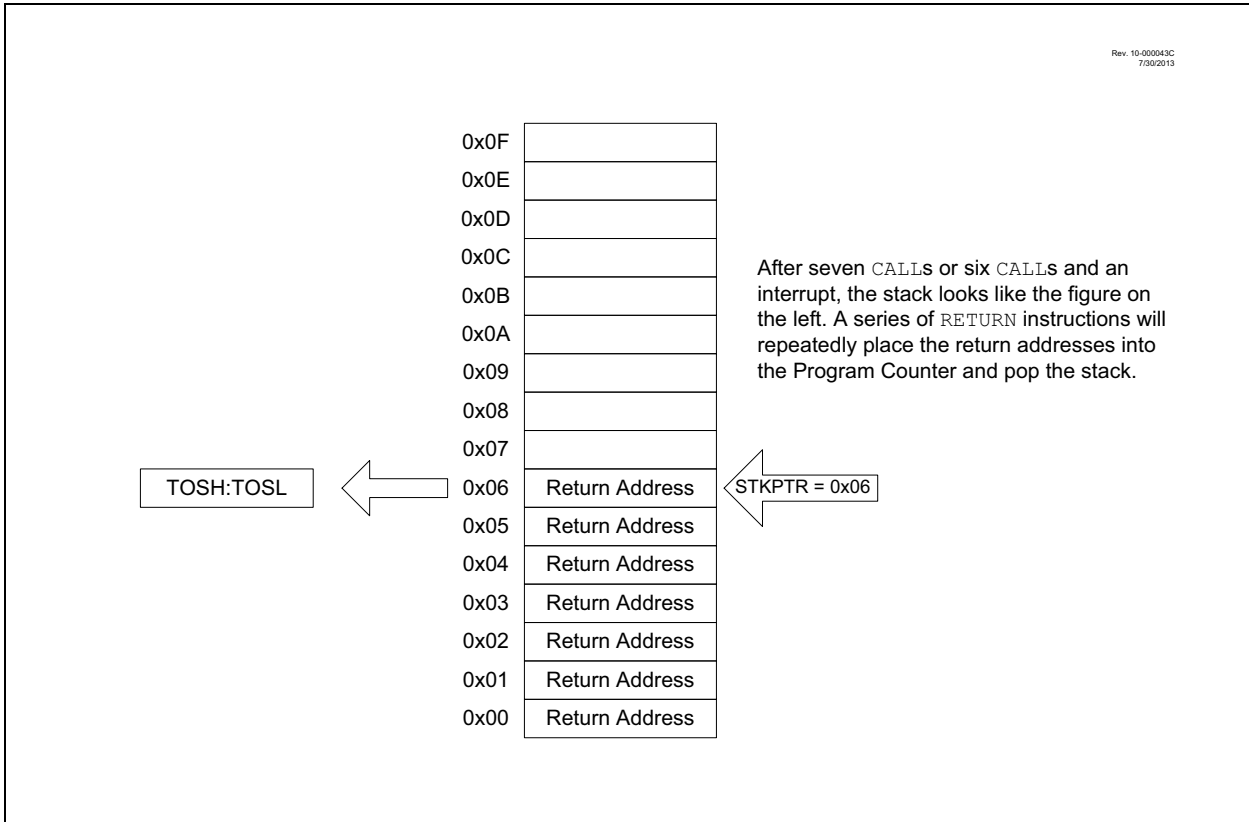 Rev. 10-000043C
7/30/2013
0x0F
0x0E
0x0D
0x0C
0x0B
0x0A
0x09
0x08
0x07
After seven CALLs or six CALLs and an
interrupt, the stack looks like the figure on
the left. A series of RETURN instructions will
repeatedly place the return addresses into
the Program Counter and pop the stack.
TOSH:TOSL
0x06 Return Address
STKPTR = 0x06
0x05 Return Address
0x04 Return Address
0x03 Return Address
0x02 Return Address
0x01 Return Address
0x00 Return Address